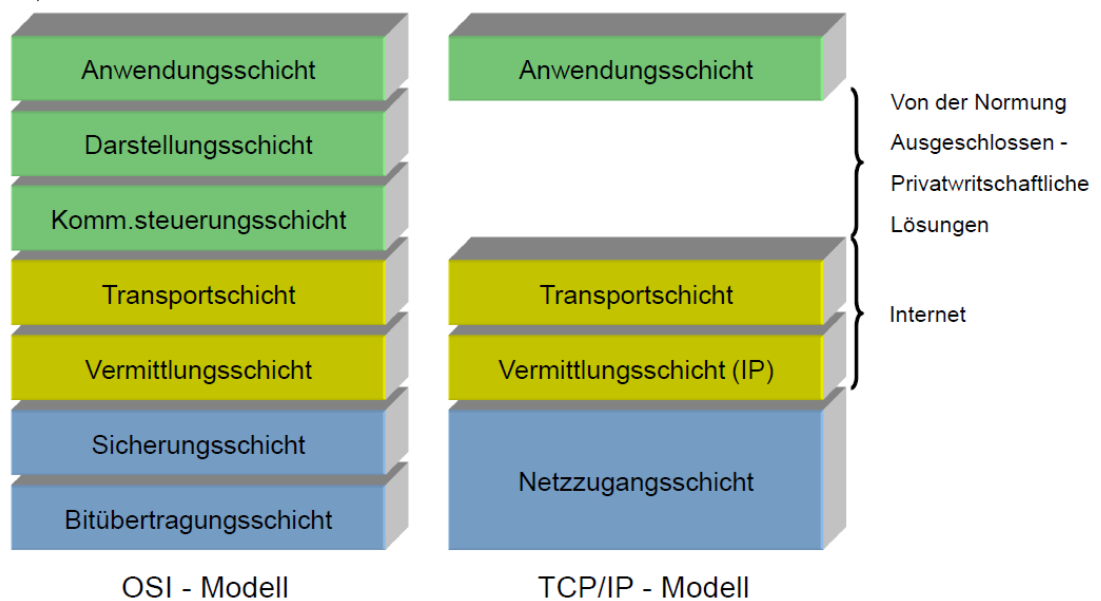 Anwendungsschicht
Darstellungsschicht
Komm.steuerungsschicht
Transportschicht
Vermittlungsschicht
Sicherungsschicht
Bitübertragungsschicht
OSI - Modell
Anwendungsschicht
Transportschicht
Vermittlungsschicht (IP)
Netzzugangsschicht
TCP/IP - Modell
Von der Normung
Ausgeschlossen -
Privatwritschaftliche
Lösungen
Internet